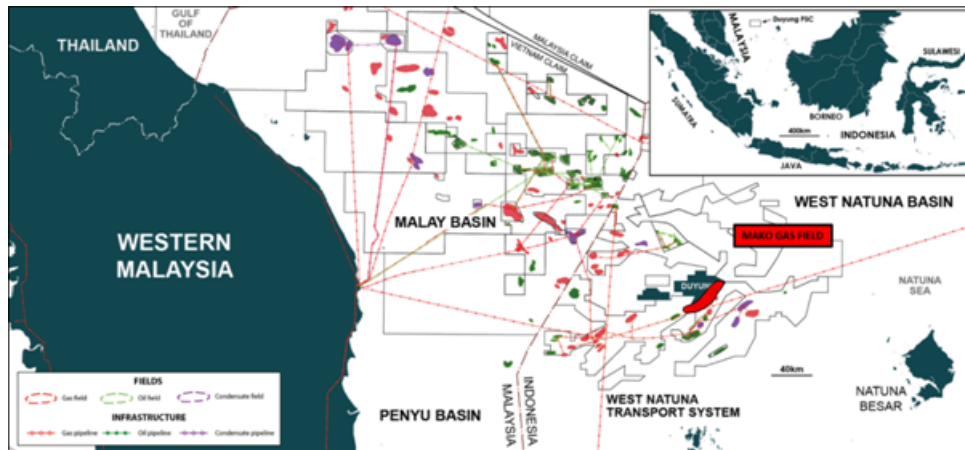 GULF
OF
THAILAND
THAILAND
MALAYSIA CLAIM
VIETNAM CLAIM
MALAY BASIN
WESTERN
MALAYSIA
WEST NATUNA BASIN
MAKO GAS FIELD
DUYUNG
NATUNA
SEA
40km
NATUNA
BESAR
WEST NATUNA
TRANSPORT SYSTEM
PENYU BASIN
MALAYSIA
INDONESIA
FIELDS
Gas field
Oil field
Condensate field
INFRASTRUCTURE
Gas pipeline
Oil pipeline
Condensate pipeline
MALAYSIA
Duyung PSC
SULAWESI
SUMATRA
BORNEO
400km
INDONESIA
JAVA